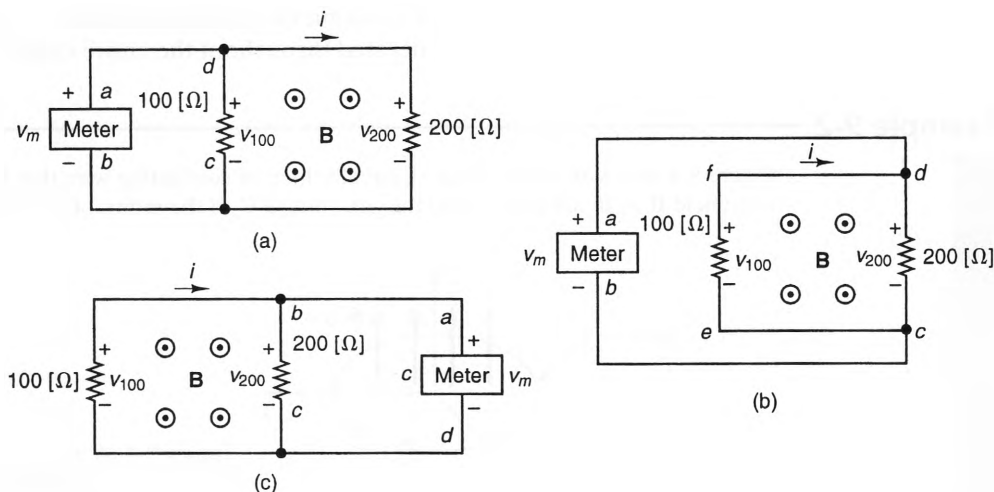 i
d
+ a 100 [Ω] + +
v_m Meter v_100 B v_200 200 [Ω]
− b c − −
(a)
i
f d
+ a 100 [Ω] + +
v_m Meter v_100 B v_200 200 [Ω]
− b − −
e c
(b)
i
b a
+ + 200 [Ω] +
100 [Ω] v_100 B v_200 c Meter v_m
− − c −
d
(c)